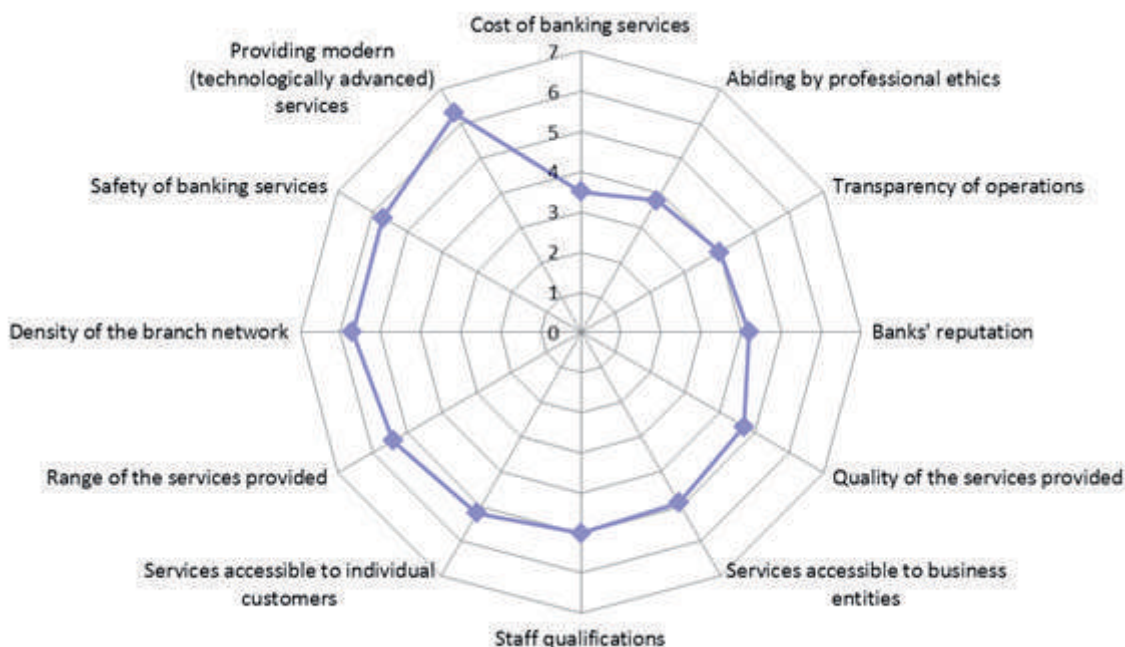 Cost of banking services
Providing modern
(technologically advanced)
services
Abiding by professional ethics
Safety of banking services
Transparency of operations
Density of the branch network
Banks' reputation
Range of the services provided
Quality of the services provided
Services accessible to individual
customers
Services accessible to business
entities
Staff qualifications
7
6
5
4
3
2
1
0